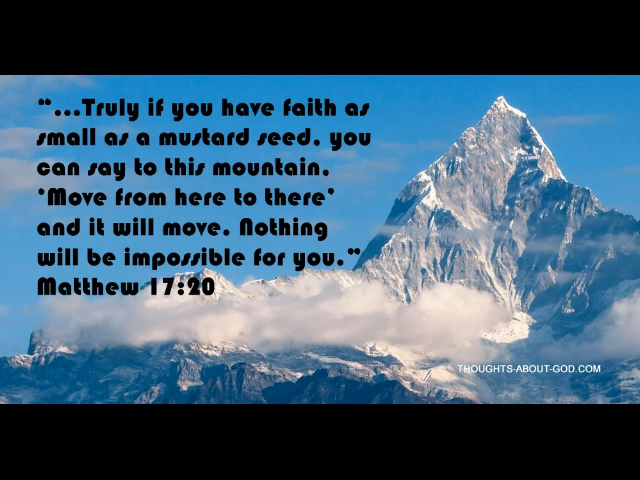 “...Truly if you have faith as
small as a mustard seed, you
can say to this mountain,
‘Move from here to there’
and it will move. Nothing
will be impossible for you.”
Matthew 17:20
THOUGHTS-ABOUT-GOD.COM